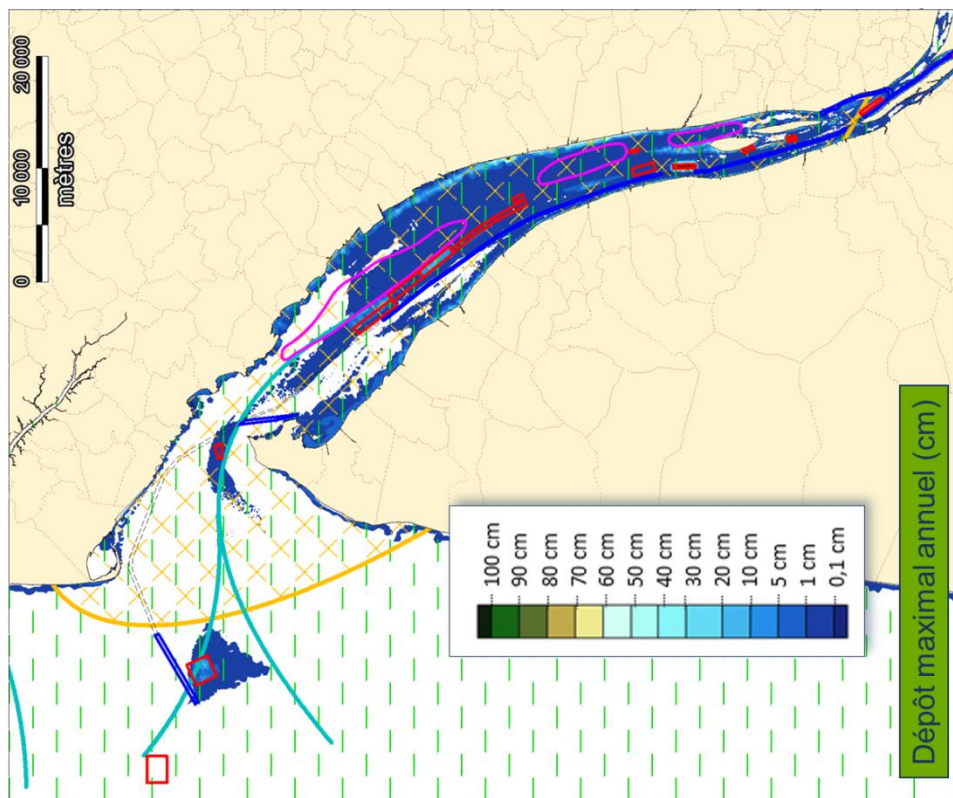 0 10 000 20 000
mètres
100 cm
90 cm
80 cm
70 cm
60 cm
50 cm
40 cm
30 cm
20 cm
10 cm
5 cm
1 cm
0,1 cm
Dépôt maximal annuel (cm)